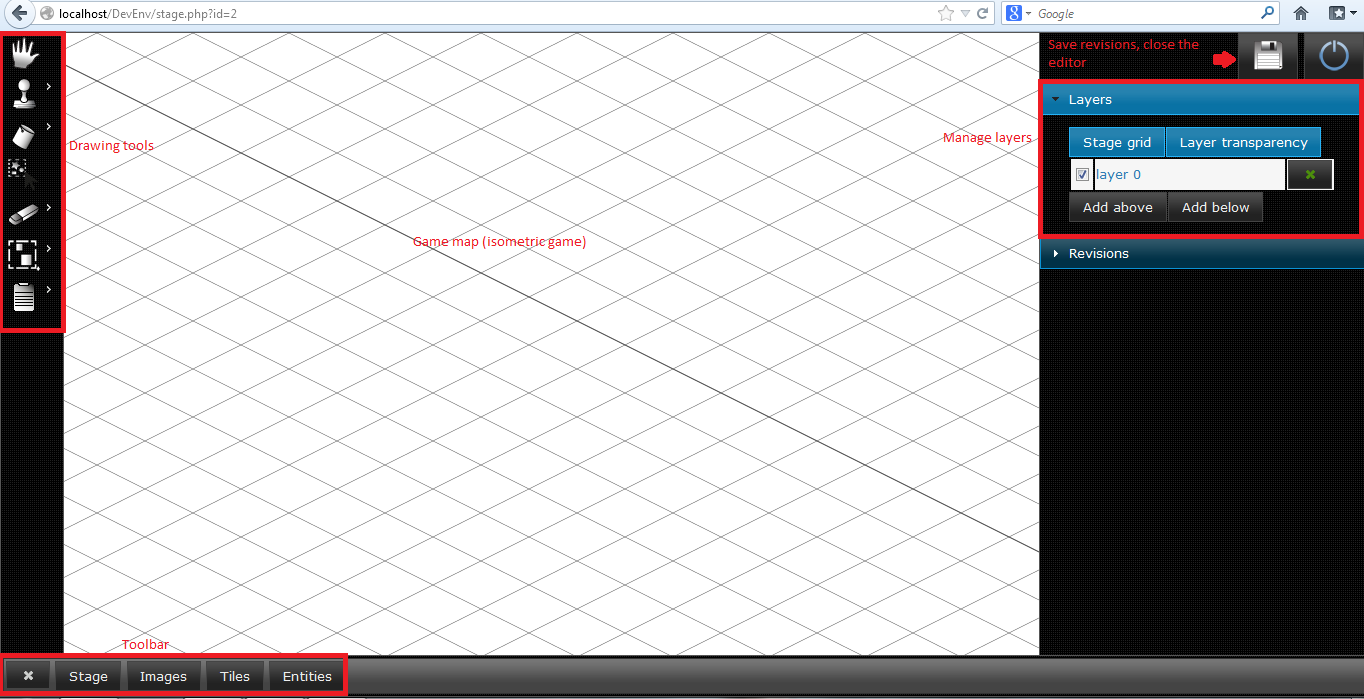 localhost/DevEnv/stage.php?id=2
8 Google
Save revisions, close the
editor
Layers
Drawing tools
Manage layers
Stage grid Layer transparency
layer 0
Add above Add below
Game map (isometric game)
Revisions
Toolbar
Stage Images Tiles Entities